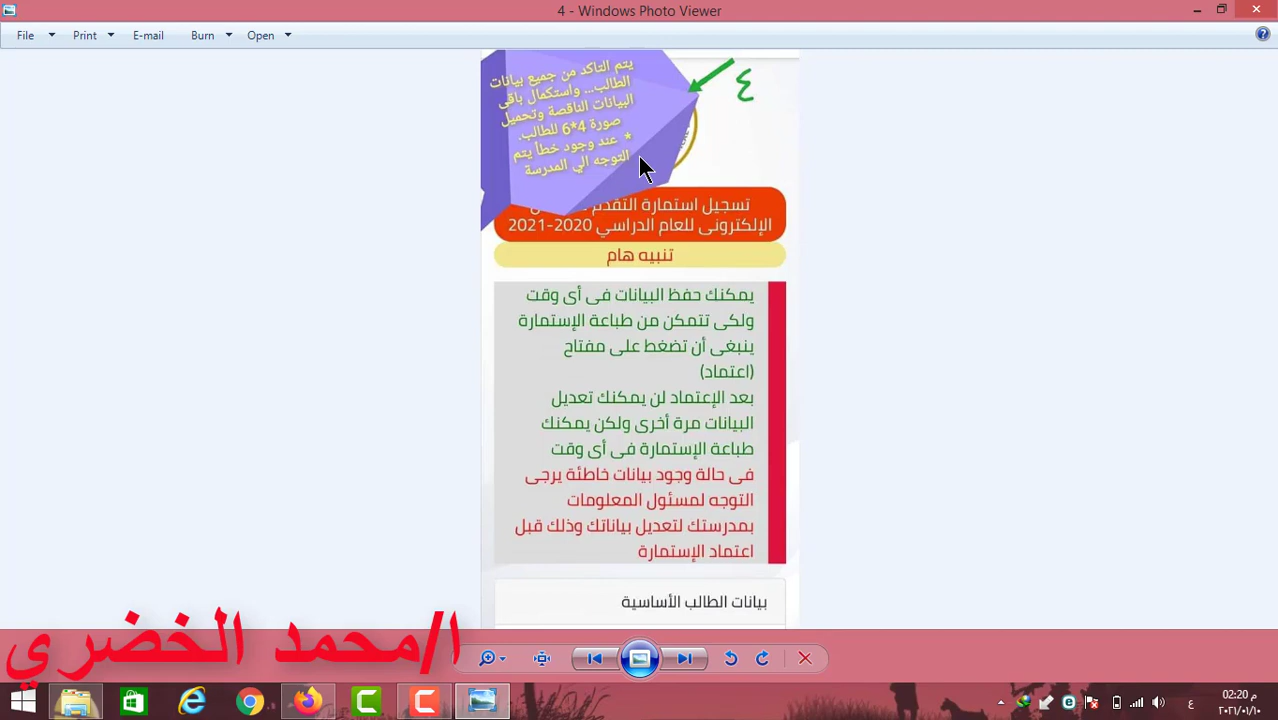 4 - Windows Photo Viewer
File Print E-mail Burn Open
٤
يتم التاكد من جميع بيانات
الطالب... واستكمال باقى
البيانات الناقصة وتحميل
صورة 4*6 للطالب.
* عند وجود خطأ يتم
التوجه الي المدرسة
تسجيل استمارة التقدم
الإلكترونى للعام الدراسي 2020-2021
تنبيه هام
يمكنك حفظ البيانات فى أى وقت
ولكى تتمكن من طباعة الإستمارة
ينبغى أن تضغط على مفتاح
(اعتماد)
بعد الإعتماد لن يمكنك تعديل
البيانات مرة أخرى ولكن يمكنك
طباعة الإستمارة فى أى وقت
فى حالة وجود بيانات خاطئة يرجى
التوجه لمسئول المعلومات
بمدرستك لتعديل بياناتك وذلك قبل
اعتماد الإستمارة
بيانات الطالب الأساسية
ا/محمد الخضري
ع
02:20 م
٢٠٢١/٠١/١٠